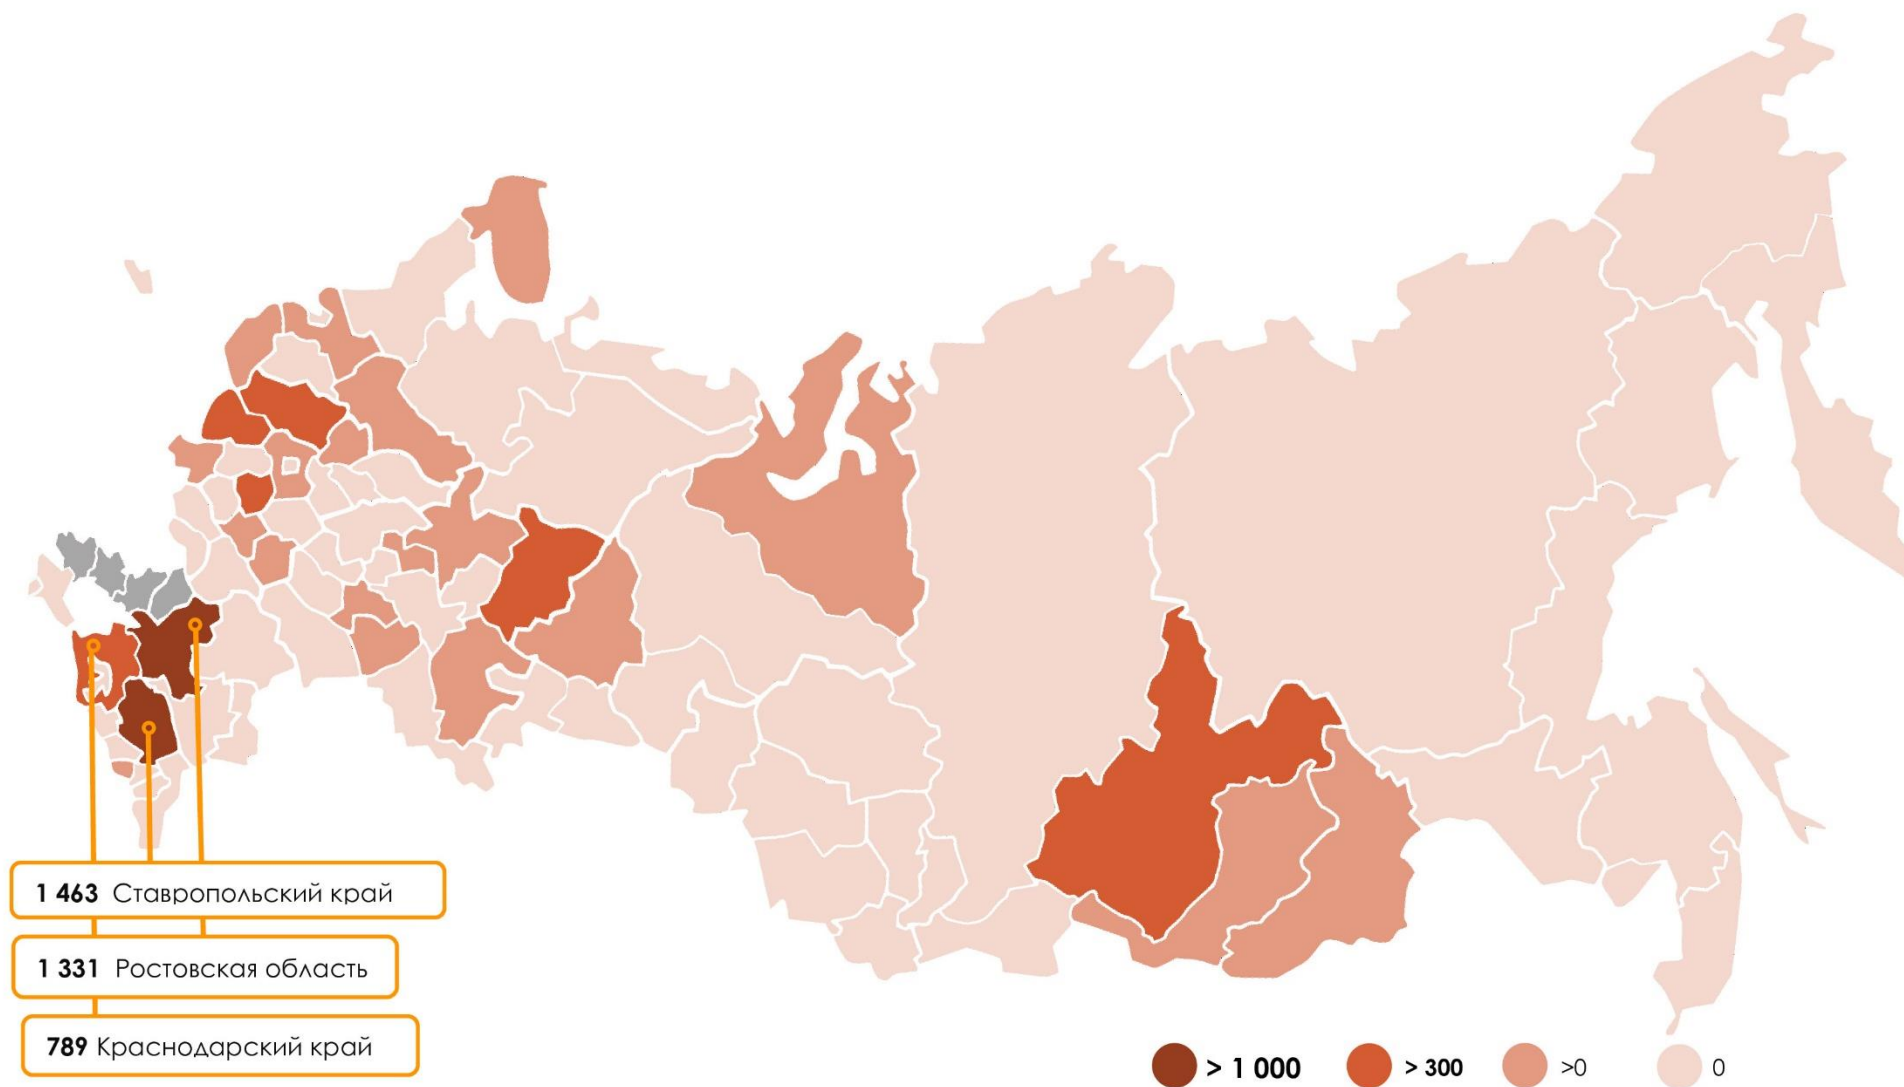 1 463 Ставропольский край
1 331 Ростовская область
789 Краснодарский край
> 1 000 > 300 >0 0